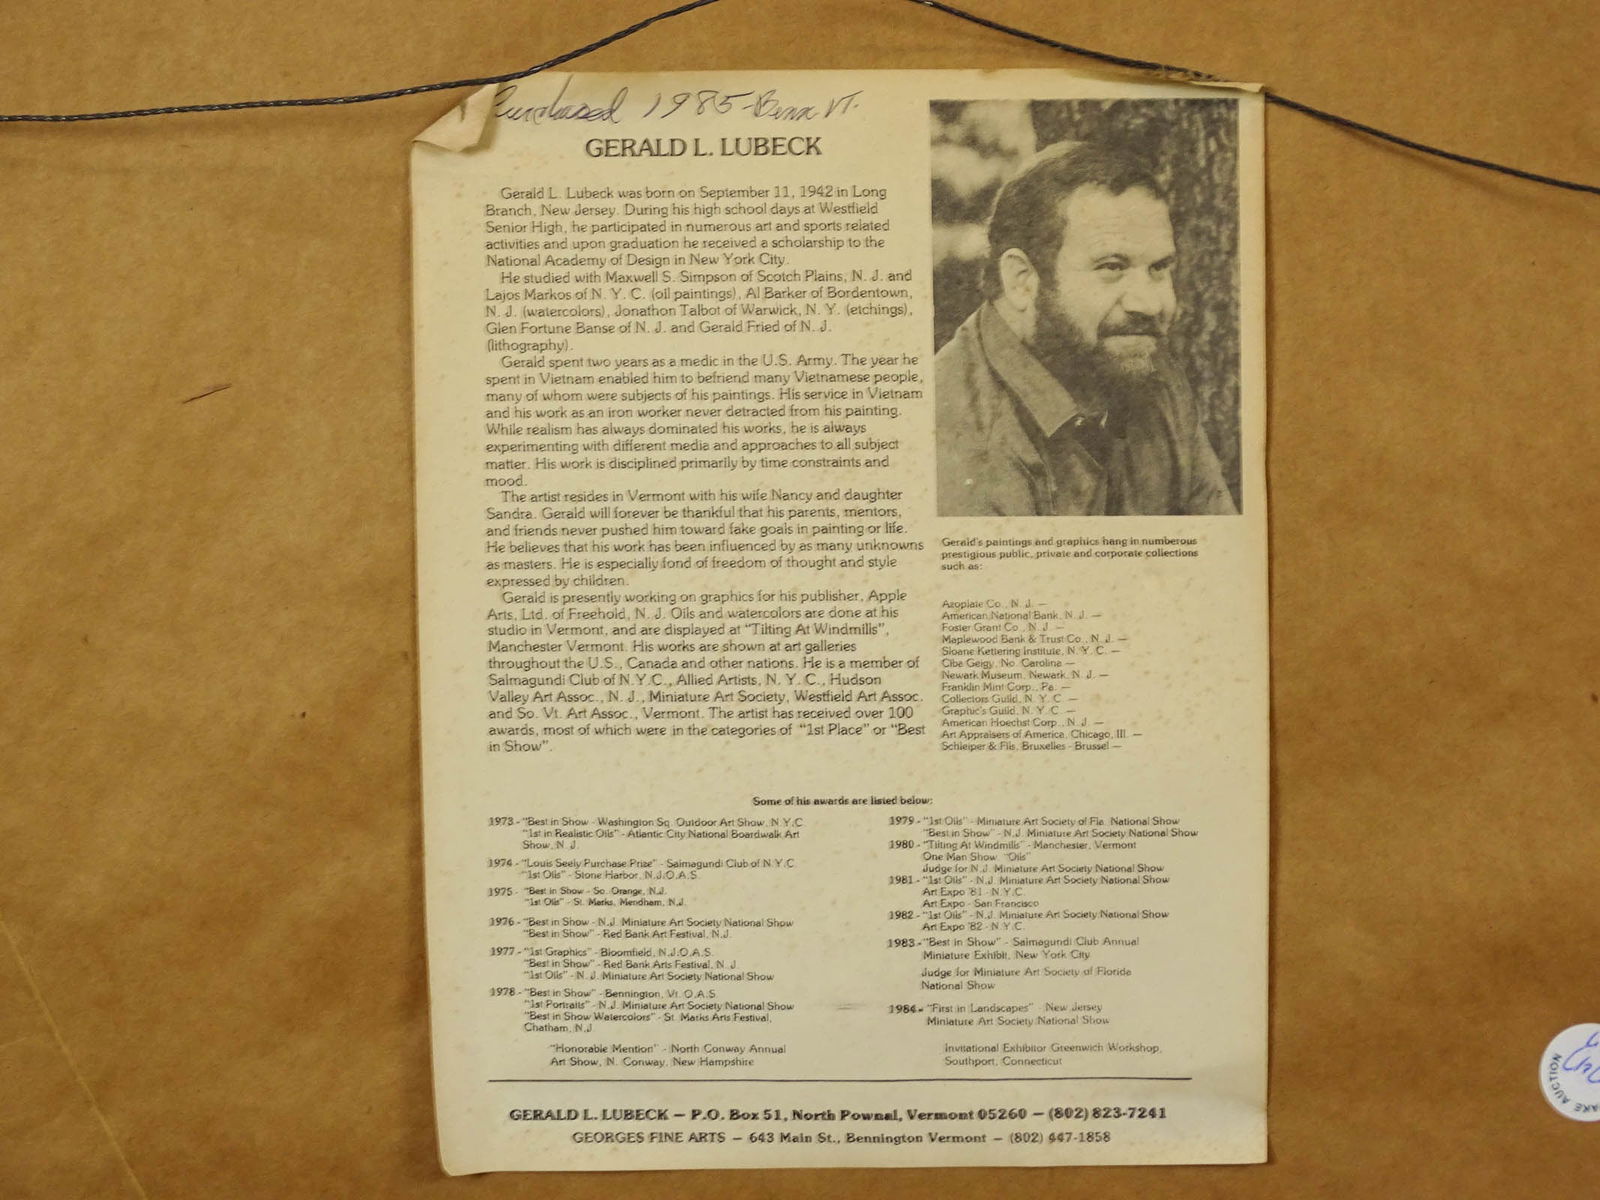 Purchased 1985 - Benn VT.
GERALD L. LUBECK
Gerald L. Lubeck was born on September 11, 1942 in Long
Branch, New Jersey. During his high school days at Westfield
Senior High, he participated in numerous art and sports related
activities and upon graduation he received a scholarship to the
National Academy of Design in New York City.
He studied with Maxwell S. Simpson of Scotch Plains, N. J. and
Lajos Markos of N. Y. C. (oil paintings), Al Barker of Bordentown,
N. J. (watercolors), Jonathon Talbot of Warwick, N. Y. (etchings),
Glen Fortune Banse of N. J. and Gerald Fried of N. J.
(lithography).
Gerald spent two years as a medic in the U.S. Army. The year he
spent in Vietnam enabled him to befriend many Vietnamese people,
many of whom were subjects of his paintings. His service in Vietnam
and his work as an iron worker never detracted from his painting.
While realism has always dominated his works, he is always
experimenting with different media and approaches to all subject
matter. His work is disciplined primarily by time constraints and
mood.
The artist resides in Vermont with his wife Nancy and daughter
Sandra. Gerald will forever be thankful that his parents, mentors,
and friends never pushed him toward fake goals in painting or life.
He believes that his work has been influenced by as many unknowns
as masters. He is especially fond of freedom of thought and style
expressed by children.
Gerald is presently working on graphics for his publisher, Apple
Arts, Ltd. of Freehold, N. J. Oils and watercolors are done at his
studio in Vermont, and are displayed at "Tilting At Windmills",
Manchester Vermont. His works are shown at art galleries
throughout the U.S., Canada and other nations. He is a member of
Salmagundi Club of N.Y.C., Allied Artists, N. Y. C., Hudson
Valley Art Assoc., N. J., Miniature Art Society, Westfield Art Assoc.
and So. Vt. Art Assoc., Vermont. The artist has received over 100
awards, most of which were in the categories of "1st Place" or "Best
in Show".
Gerald's paintings and graphics hang in numberous
prestigious public, private and corporate collections
such as:
Azoplate Co., N. J. —
American National Bank, N. J. —
Foster Grant Co., N. J. —
Maplewood Bank & Trust Co., N. J. —
Sloane Kettering Institute, N. Y. C. —
Ciba Geigy, No. Carolina —
Newark Museum, Newark, N. J. —
Franklin Mint Corp., Pa. —
Collectors Guild, N. Y. C. —
Graphic's Guild, N. Y. C. —
American Hoechst Corp., N. J. —
Art Appraisers of America, Chicago, Ill. —
Schleiper & Fils, Bruxelles - Brussel —
Some of his awards are listed below:
1973 - "Best in Show - Washington Sq. Outdoor Art Show, N.Y.C.
"1st in Realistic Oils" - Atlantic City National Boardwalk Art
Show, N.J.
1974 - "Louis Seely Purchase Prize" - Salmagundi Club of N.Y.C.
"1st Oils" - Stone Harbor, N.J.O.A.S.
1975 - "Best in Show - So. Orange, N.J.
"1st Oils" - St. Marks, Mendham, N.J.
1976 - "Best in Show - N.J. Miniature Art Society National Show
"Best in Show" - Red Bank Art Festival, N.J.
1977 - "1st Graphics" - Bloomfield, N.J.O.A.S.
"Best in Show" - Red Bank Arts Festival, N. J.
"1st Oils" - N. J. Miniature Art Society National Show
1978 - "Best in Show" - Bennington, Vt. O.A.S.
"1st Portraits" - N.J. Miniature Art Society National Show
"Best in Show Watercolors" - St. Marks Arts Festival,
Chatham, N.J.
"Honorable Mention" - North Conway Annual
Art Show, N. Conway, New Hampshire
1979 - "1st Oils" - Miniature Art Society of Fla. National Show
"Best in Show" - N.J. Miniature Art Society National Show
1980 - "Tilting At Windmills" - Manchester, Vermont
One Man Show "Oils"
Judge for N.J. Miniature Art Society National Show
1981 - "1st Oils" - N.J. Miniature Art Society National Show
Art Expo '81 - N.Y.C.
Art Expo - San Francisco
1982 - "1st Oils" - N.J. Miniature Art Society National Show
Art Expo '82 - N.Y.C.
1983 - "Best in Show" - Salmagundi Club Annual
Miniature Exhibit, New York City
Judge for Miniature Art Society of Florida
National Show
1984 - "First in Landscapes" - New Jersey
Miniature Art Society National Show
Invitational Exhibitor Greenwich Workshop,
Southport, Connecticut
GERALD L. LUBECK — P.O. Box 51, North Pownal, Vermont 05260 — (802) 823-7241
GEORGES FINE ARTS — 643 Main St., Bennington Vermont — (802) 447-1858
AUCTION